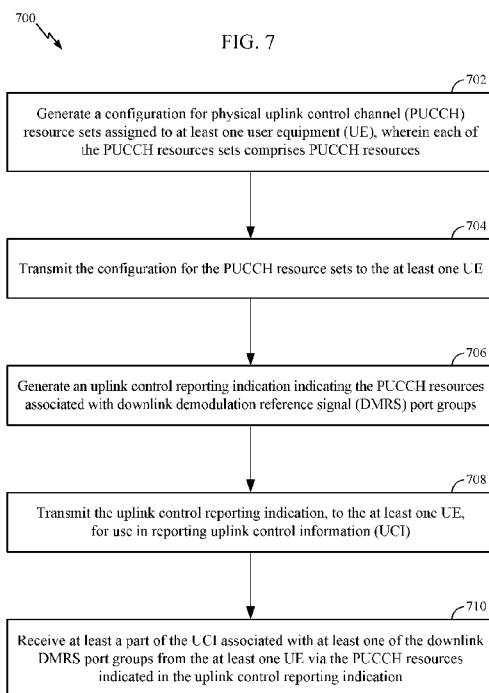 700
FIG. 7
702
Generate a configuration for physical uplink control channel (PUCCH)
resource sets assigned to at least one user equipment (UE), wherein each of
the PUCCH resources sets comprises PUCCH resources
704
Transmit the configuration for the PUCCH resource sets to the at least one UE
706
Generate an uplink control reporting indication indicating the PUCCH resources
associated with downlink demodulation reference signal (DMRS) port groups
708
Transmit the uplink control reporting indication, to the at least one UE,
for use in reporting uplink control information (UCI)
710
Receive at least a part of the UCI associated with at least one of the downlink
DMRS port groups from the at least one UE via the PUCCH resources
indicated in the uplink control reporting indication